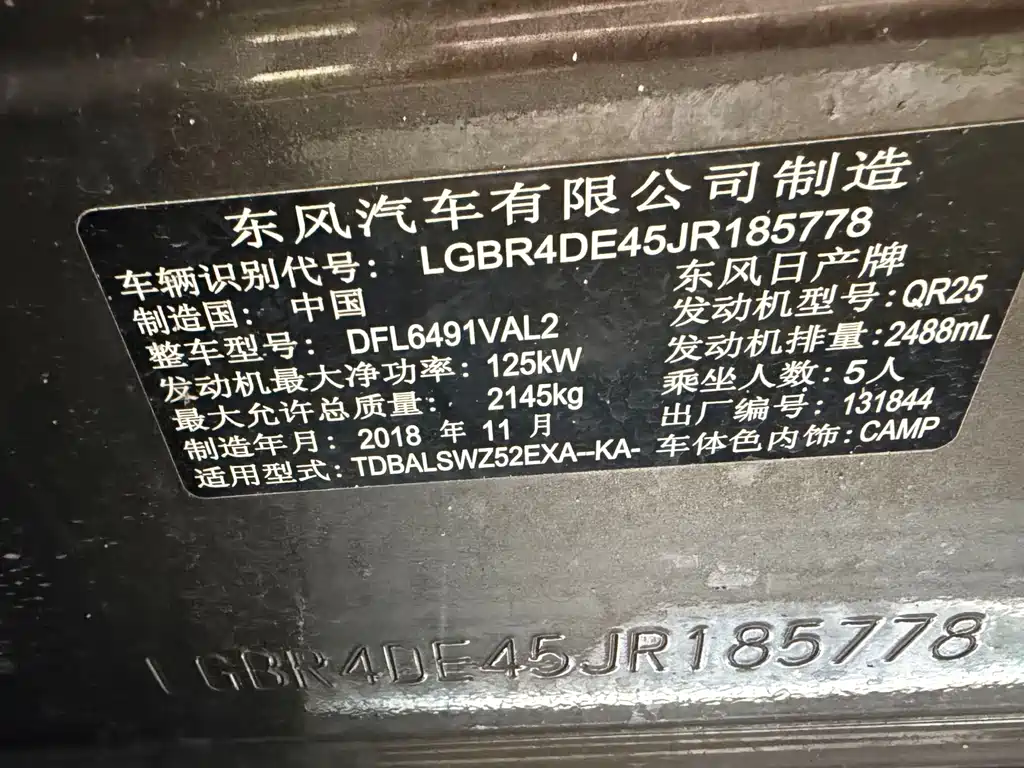 东风汽车有限公司制造
车辆识别代号: LGBR4DE45JR185778
制造国: 中国 东风日产牌
整车型号: DFL6491VAL2 发动机型号:QR25
发动机最大净功率: 125kW 发动机排量:2488mL
最大允许总质量: 2145kg 乘坐人数: 5人
制造年月: 2018 年 11 月 出厂编号: 131844
适用型式: TDBALSWZ52EXA--KA- 车体色内饰:CAMP
LGBR4DE45JR185778